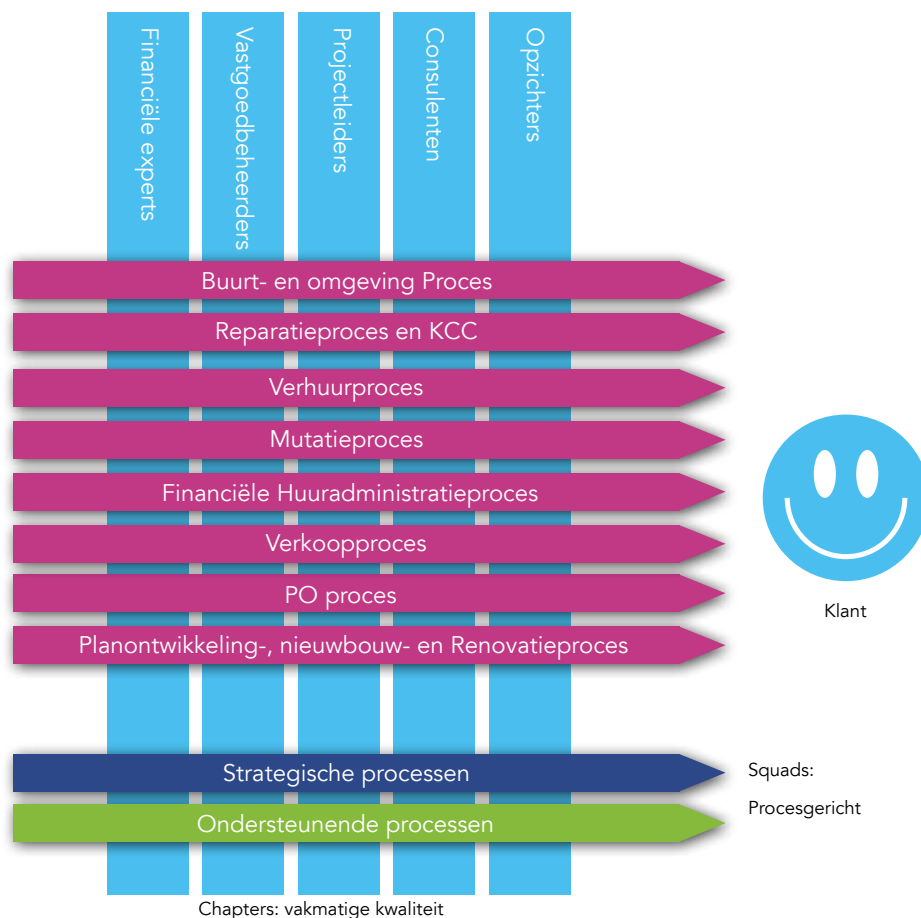 Financiële experts
Vastgoedbeheerders
Projectleiders
Consulenten
Opzichters
Buurt- en omgeving Proces
Reparatieproces en KCC
Verhuurproces
Mutatieproces
Financiële Huuradministratieproces
Verkoopproces
PO proces
Planontwikkeling-, nieuwbouw- en Renovatieproces
Klant
Strategische processen
Squads:
Procesgericht
Ondersteunende processen
Chapters: vakmatige kwaliteit